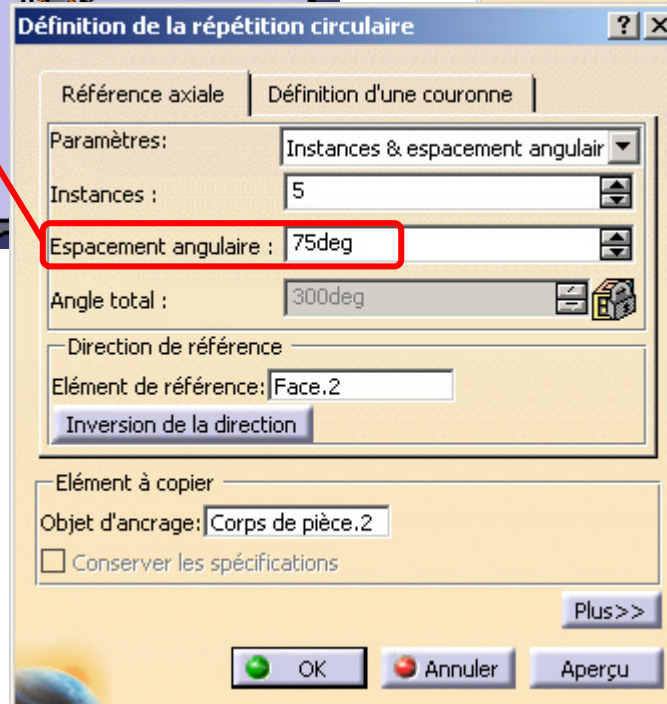 Définition de la répétition circulaire ? X
Référence axiale Définition d'une couronne
Paramètres: Instances & espacement angulair
Instances : 5
Espacement angulaire : 75deg
Angle total : 300deg
Direction de référence
Elément de référence: Face.2
Inversion de la direction
Elément à copier
Objet d'ancrage: Corps de pièce.2
Conserver les spécifications
Plus>>
OK Annuler Aperçu